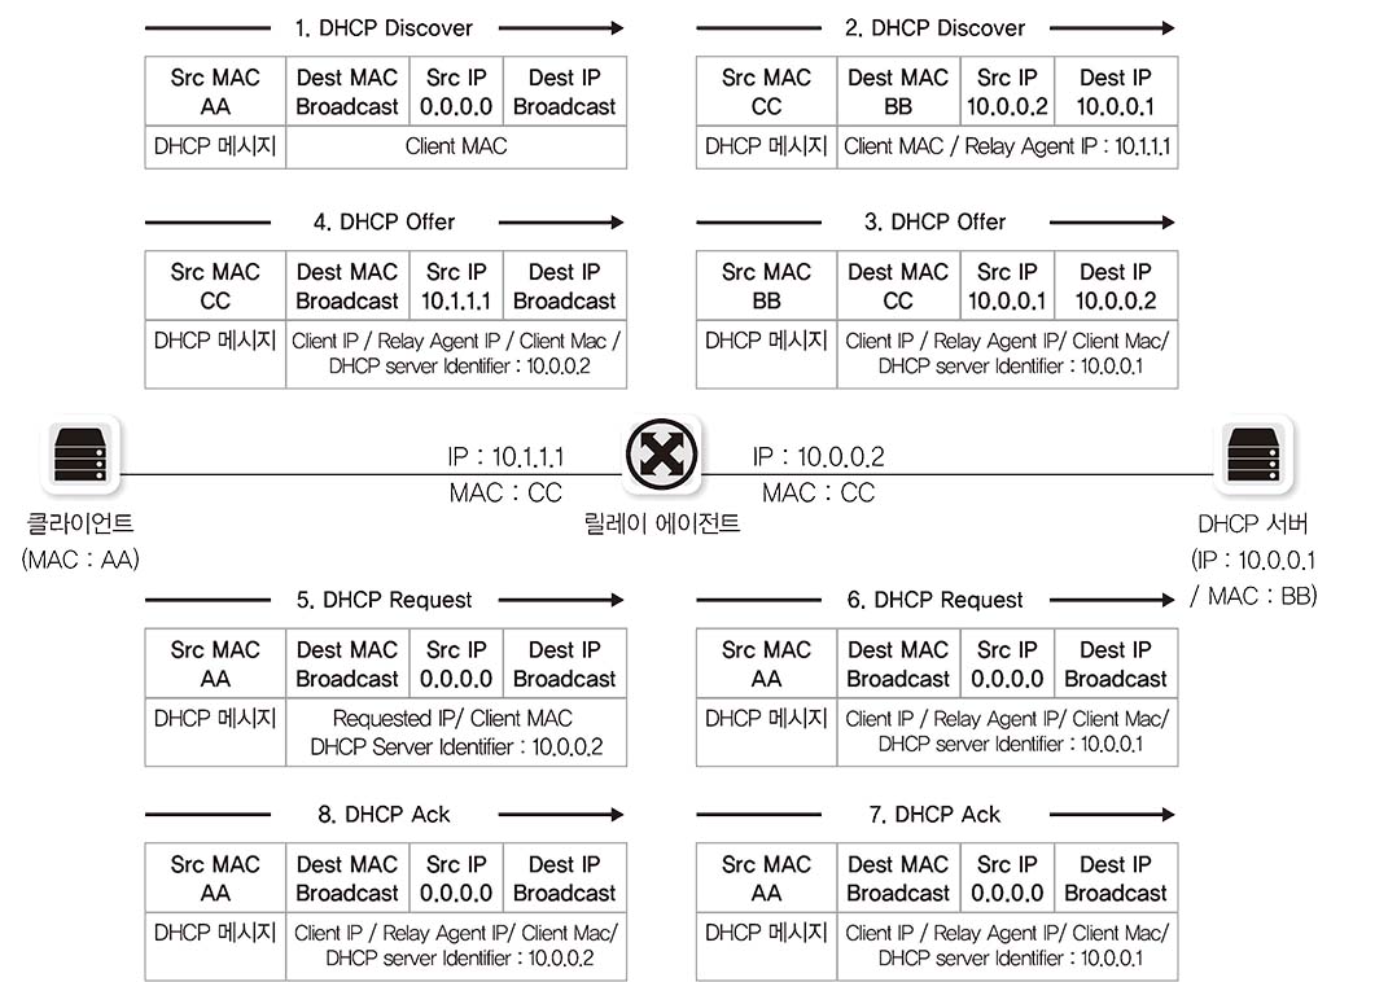 1. DHCP Discover
Src MAC Dest MAC Src IP Dest IP
AA Broadcast 0.0.0.0 Broadcast
DHCP 메시지 Client MAC
2. DHCP Discover
Src MAC Dest MAC Src IP Dest IP
CC BB 10.0.0.2 10.0.0.1
DHCP 메시지 Client MAC / Relay Agent IP : 10.1.1.1
4. DHCP Offer
Src MAC Dest MAC Src IP Dest IP
CC Broadcast 10.1.1.1 Broadcast
DHCP 메시지 Client IP / Relay Agent IP / Client Mac /
DHCP server Identifier : 10.0.0.2
3. DHCP Offer
Src MAC Dest MAC Src IP Dest IP
BB CC 10.0.0.1 10.0.0.2
DHCP 메시지 Client IP / Relay Agent IP/ Client Mac/
DHCP server Identifier : 10.0.0.1
IP : 10.1.1.1
MAC : CC
IP : 10.0.0.2
MAC : CC
클라이언트
(MAC : AA)
릴레이 에이전트
DHCP 서버
(IP : 10.0.0.1
/ MAC : BB)
5. DHCP Request
Src MAC Dest MAC Src IP Dest IP
AA Broadcast 0.0.0.0 Broadcast
DHCP 메시지 Requested IP/ Client MAC
DHCP Server Identifier : 10.0.0.2
6. DHCP Request
Src MAC Dest MAC Src IP Dest IP
AA Broadcast 0.0.0.0 Broadcast
DHCP 메시지 Client IP / Relay Agent IP/ Client Mac/
DHCP server Identifier : 10.0.0.1
8. DHCP Ack
Src MAC Dest MAC Src IP Dest IP
AA Broadcast 0.0.0.0 Broadcast
DHCP 메시지 Client IP / Relay Agent IP/ Client Mac/
DHCP server Identifier : 10.0.0.2
7. DHCP Ack
Src MAC Dest MAC Src IP Dest IP
AA Broadcast 0.0.0.0 Broadcast
DHCP 메시지 Client IP / Relay Agent IP/ Client Mac/
DHCP server Identifier : 10.0.0.1